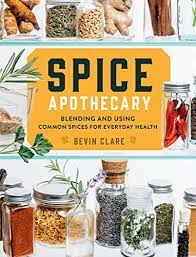 SPICE
APOTHECARY
BLENDING AND USING
COMMON SPICES FOR EVERYDAY HEALTH
BEVIN CLARE